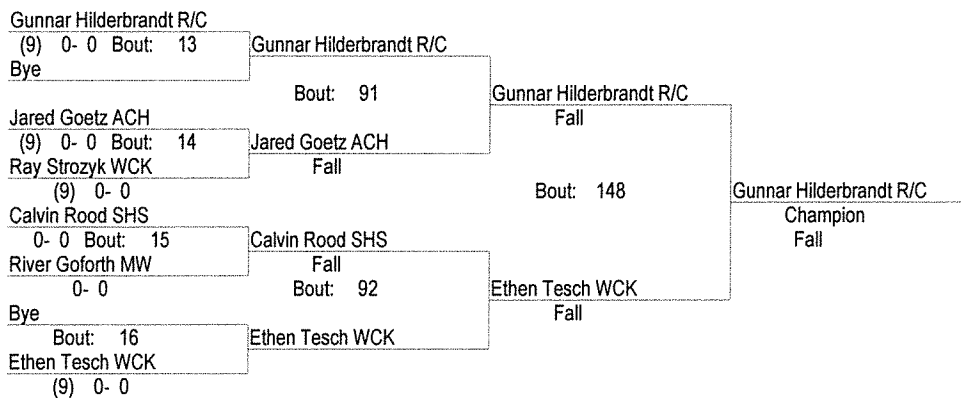 Gunnar Hilderbrandt R/C
(9) 0- 0 Bout: 13
Bye
Gunnar Hilderbrandt R/C
Bout: 91
Jared Goetz ACH
(9) 0- 0 Bout: 14
Ray Strozyk WCK
(9) 0- 0
Jared Goetz ACH
Fall
Gunnar Hilderbrandt R/C
Fall
Calvin Rood SHS
0- 0 Bout: 15
River Goforth MW
0- 0
Calvin Rood SHS
Fall
Bout: 92
Bye
Bout: 16
Ethen Tesch WCK
(9) 0- 0
Ethen Tesch WCK
Ethen Tesch WCK
Fall
Bout: 148
Gunnar Hilderbrandt R/C
Champion
Fall